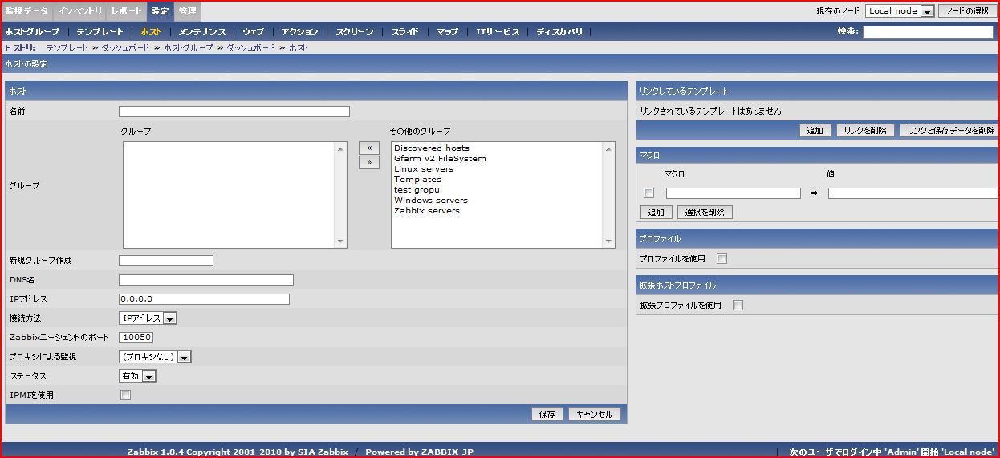 監視データ インベントリ レポート 設定 管理 現在のノード Local node ノードの選択
ホストグループ | テンプレート | ホスト | メンテナンス | ウェブ | アクション | スクリーン | スライド | マップ | ITサービス | ディスカバリ | 検索:
ヒストリ: テンプレート » ダッシュボード » ホストグループ » ダッシュボード » ホスト
ホストの設定
ホスト
名前
グループ
グループ その他のグループ
«
»
Discovered hosts
Gfarm v2 FileSystem
Linux servers
Templates
test gropu
Windows servers
Zabbix servers
新規グループ作成
DNS名
IPアドレス 0.0.0.0
接続方法 IPアドレス
Zabbixエージェントのポート 10050
プロキシによる監視 (プロキシなし)
ステータス 有効
IPMIを使用
保存 キャンセル
リンクしているテンプレート
リンクされているテンプレートはありません
追加 リンクを削除 リンクと保存データを削除
マクロ
マクロ 値
⇒
追加 選択を削除
プロファイル
プロファイルを使用
拡張ホストプロファイル
拡張プロファイルを使用
Zabbix 1.8.4 Copyright 2001-2010 by SIA Zabbix / Powered by ZABBIX-JP | 次のユーザでログイン中 'Admin' 開始 'Local node'